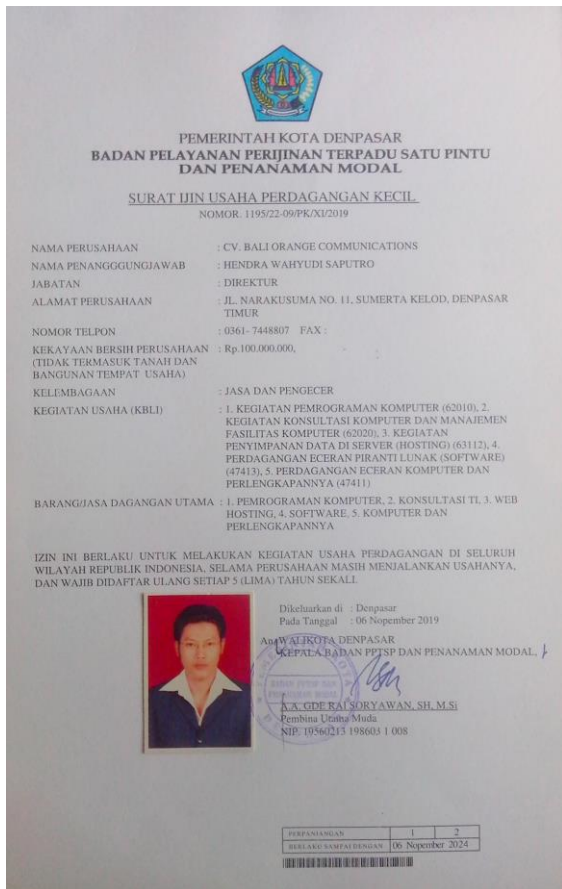 PEMERINTAH KOTA DENPASAR
BADAN PELAYANAN PERIJINAN TERPADU SATU PINTU
DAN PENANAMAN MODAL
SURAT IJIN USAHA PERDAGANGAN KECIL
NOMOR. 1195/22-09/PK/XI/2019
NAMA PERUSAHAAN : CV. BALI ORANGE COMMUNICATIONS
NAMA PENANGGGUNGJAWAB : HENDRA WAHYUDI SAPUTRO
JABATAN : DIREKTUR
ALAMAT PERUSAHAAN : JL. NARAKUSUMA NO. 11, SUMERTA KELOD, DENPASAR
TIMUR
NOMOR TELPON : 0361- 7448807 FAX :
KEKAYAAN BERSIH PERUSAHAAN : Rp.100.000.000,
(TIDAK TERMASUK TANAH DAN
BANGUNAN TEMPAT USAHA)
KELEMBAGAAN : JASA DAN PENGECER
KEGIATAN USAHA (KBLI) : 1. KEGIATAN PEMROGRAMAN KOMPUTER (62010), 2.
KEGIATAN KONSULTASI KOMPUTER DAN MANAJEMEN
FASILITAS KOMPUTER (62020), 3. KEGIATAN
PENYIMPANAN DATA DI SERVER (HOSTING) (63112), 4.
PERDAGANGAN ECERAN PIRANTI LUNAK (SOFTWARE)
(47413), 5. PERDAGANGAN ECERAN KOMPUTER DAN
PERLENGKAPANNYA (47411)
BARANG/JASA DAGANGAN UTAMA : 1. PEMROGRAMAN KOMPUTER, 2. KONSULTASI TI, 3. WEB
HOSTING, 4. SOFTWARE, 5. KOMPUTER DAN
PERLENGKAPANNYA
IZIN INI BERLAKU UNTUK MELAKUKAN KEGIATAN USAHA PERDAGANGAN DI SELURUH
WILAYAH REPUBLIK INDONESIA, SELAMA PERUSAHAAN MASIH MENJALANKAN USAHANYA,
DAN WAJIB DIDAFTAR ULANG SETIAP 5 (LIMA) TAHUN SEKALI.
Dikeluarkan di : Denpasar
Pada Tanggal : 06 Nopember 2019
An. WALIKOTA DENPASAR
KEPALA BADAN PPTSP DAN PENANAMAN MODAL,
A.A. GDE RAI SORYAWAN, SH, M.Si
Pembina Utama Muda
NIP. 19560213 198603 1 008
PERPANJANGAN 1 2
BERLAKU SAMPAI DENGAN 06 Nopember 2024